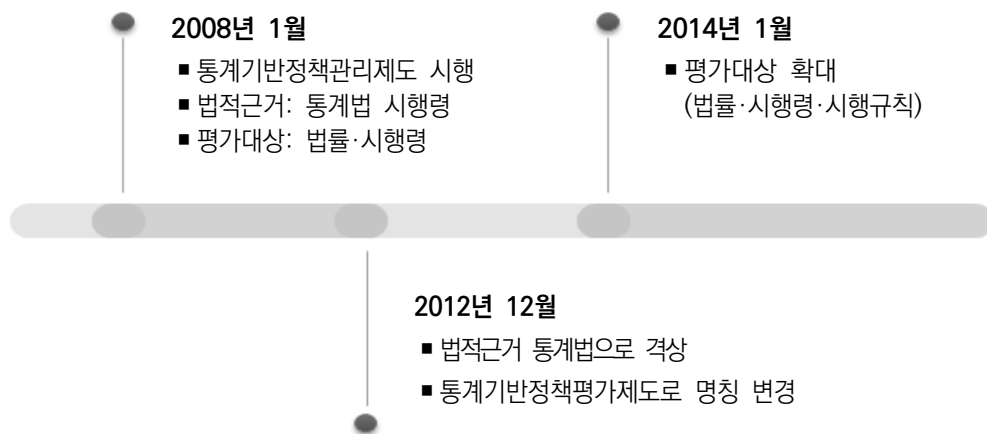 2008년 1월
■ 통계기반정책관리제도 시행
■ 법적근거: 통계법 시행령
■ 평가대상: 법률·시행령
2014년 1월
■ 평가대상 확대
(법률·시행령·시행규칙)
2012년 12월
■ 법적근거 통계법으로 격상
■ 통계기반정책평가제도로 명칭 변경